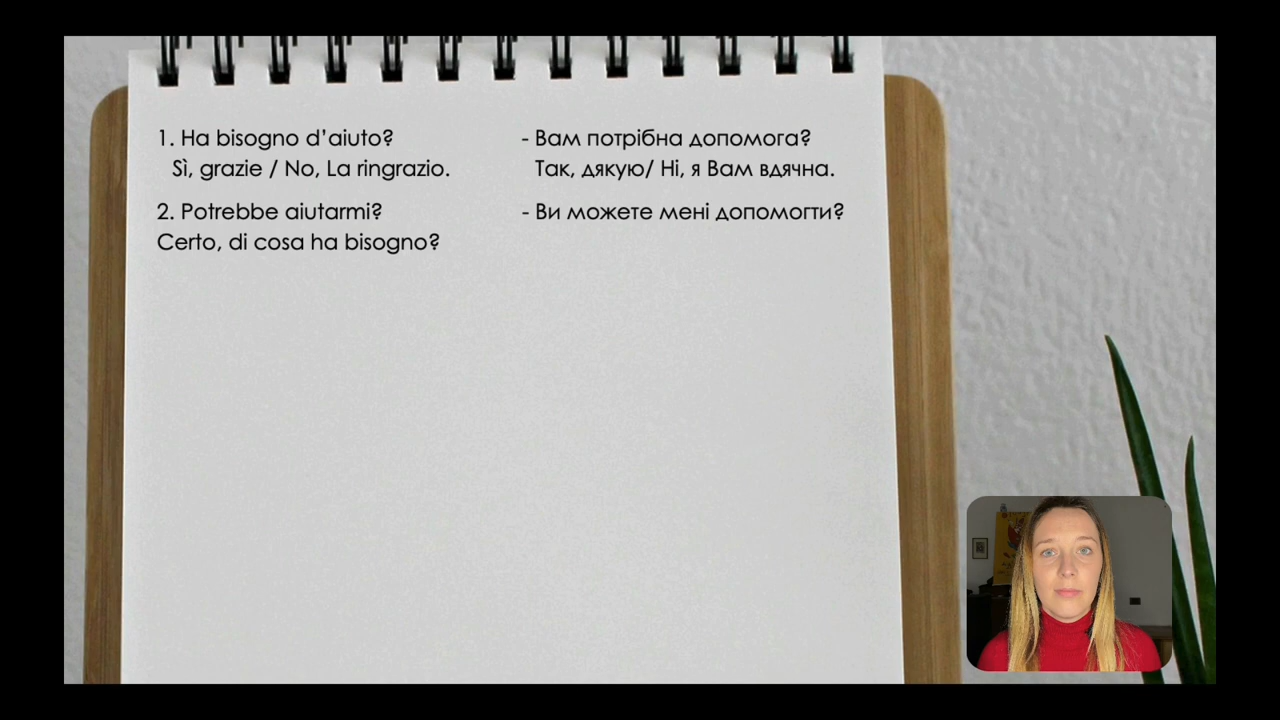 1. Ha bisogno d’aiuto?
Sì, grazie / No, La ringrazio.
- Вам потрібна допомога?
Так, дякую/ Ні, я Вам вдячна.
2. Potrebbe aiutarmi?
Certo, di cosa ha bisogno?
- Ви можете мені допомогти?